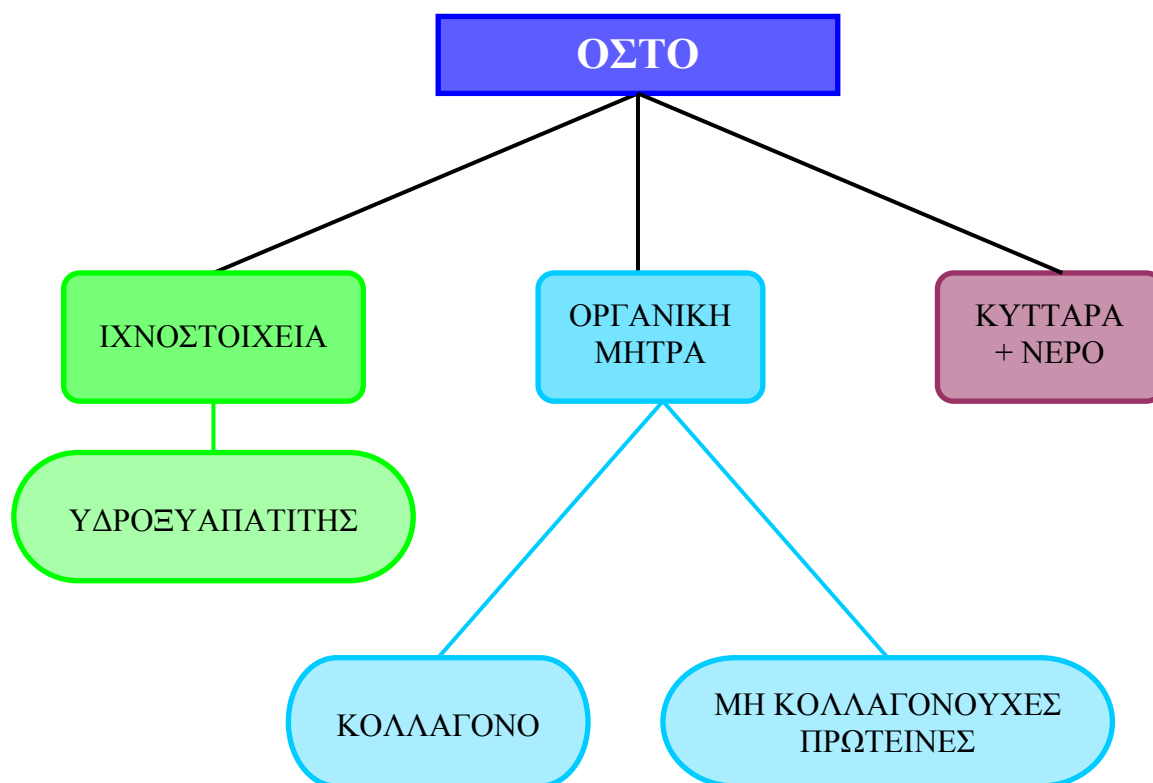 ΟΣΤΟ
ΙΧΝΟΣΤΟΙΧΕΙΑ
ΟΡΓΑΝΙΚΗ
ΜΗΤΡΑ
ΚΥΤΤΑΡΑ
+ ΝΕΡΟ
ΥΔΡΟΞΥΑΠΑΤΙΤΗΣ
ΚΟΛΛΑΓΟΝΟ
ΜΗ ΚΟΛΛΑΓΟΝΟΥΧΕΣ
ΠΡΩΤΕΙΝΕΣ